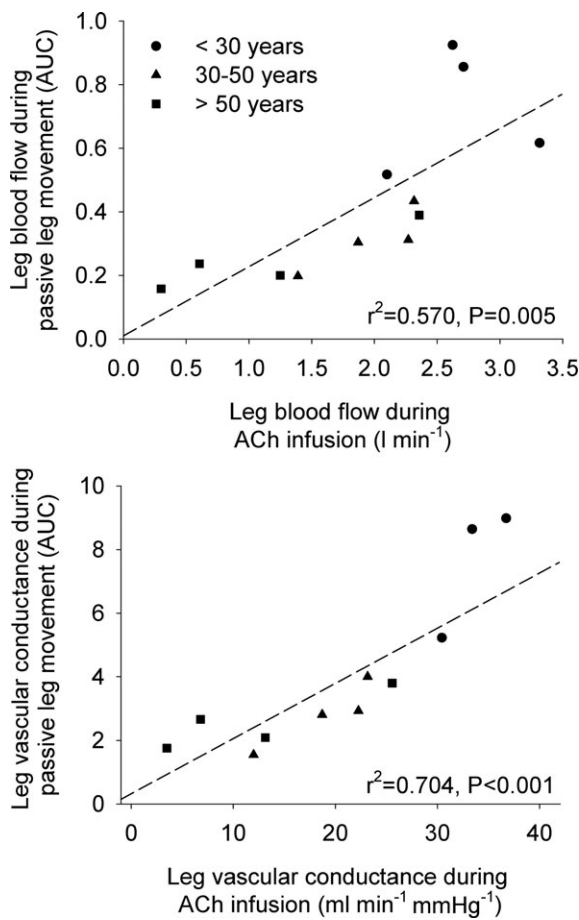 Leg blood flow during
passive leg movement (AUC)
1.0
0.8
0.6
0.4
0.2
0.0
< 30 years
30-50 years
> 50 years
r²=0.570, P=0.005
0.0 0.5 1.0 1.5 2.0 2.5 3.0 3.5
Leg blood flow during
ACh infusion (l min⁻¹)
Leg vascular conductance during
passive leg movement (AUC)
10
8
6
4
2
0
r²=0.704, P<0.001
0 10 20 30 40
Leg vascular conductance during
ACh infusion (ml min⁻¹ mmHg⁻¹)